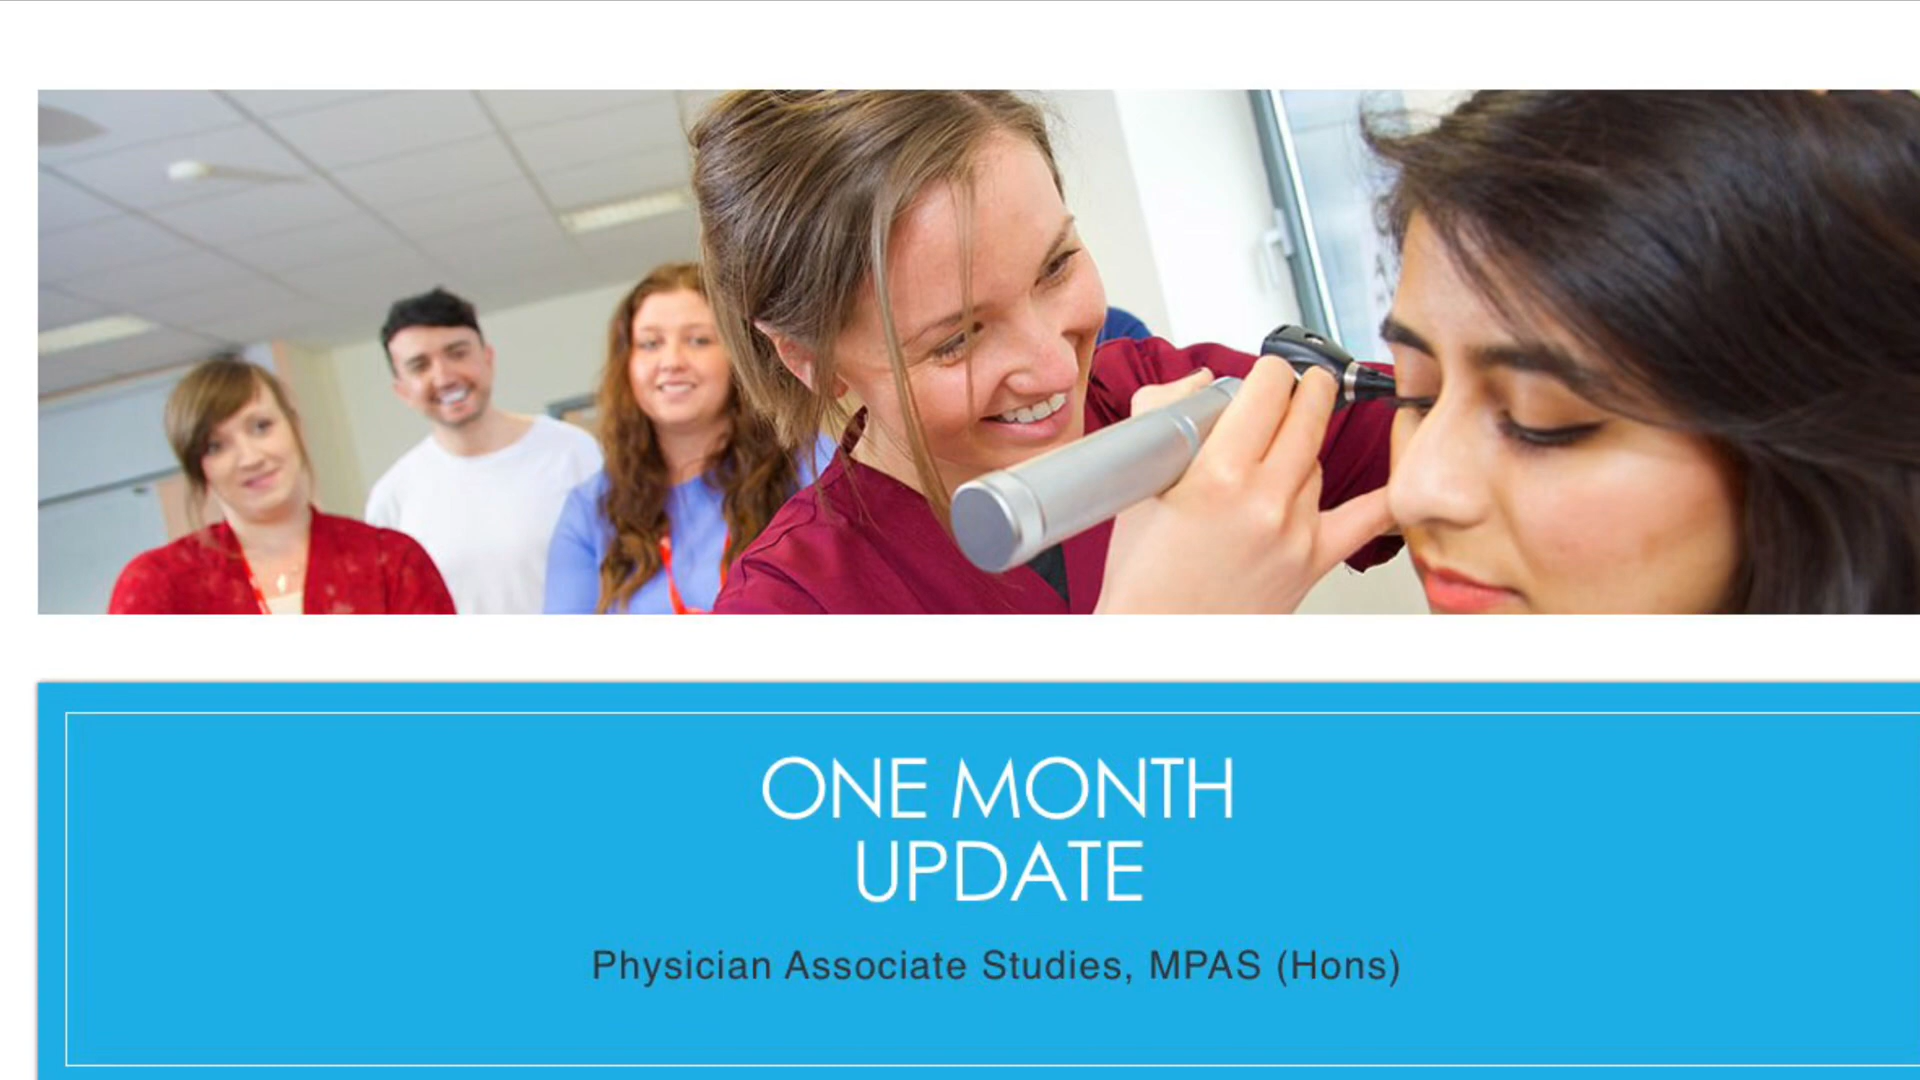 ONE MONTH
UPDATE
Physician Associate Studies, MPAS (Hons)